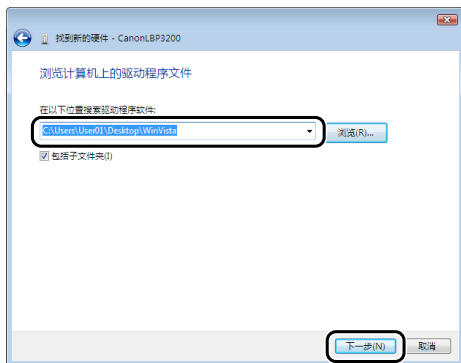 找到新的硬件 - CanonLBP3200
浏览计算机上的驱动程序文件
在以下位置搜索驱动程序软件:
C:\Users\User01\Desktop\WinVista
浏览(R)...
包括子文件夹(I)
下一步(N)
取消